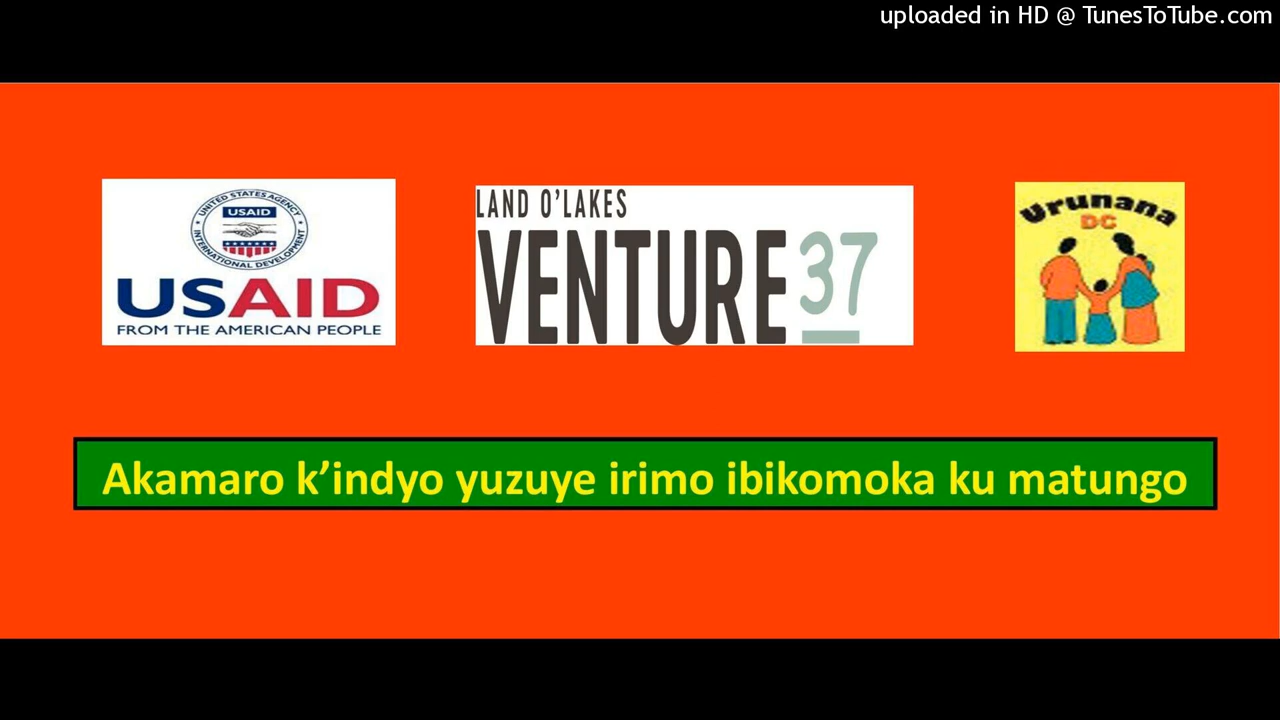 uploaded in HD @ TunesToTube.com
UNITED STATES AGENCY
USAID
INTERNATIONAL DEVELOPMENT
USAID
FROM THE AMERICAN PEOPLE
LAND O'LAKES
VENTURE 37
Urunana
DC
Akamaro k’indyo yuzuye irimo ibikomoka ku matungo